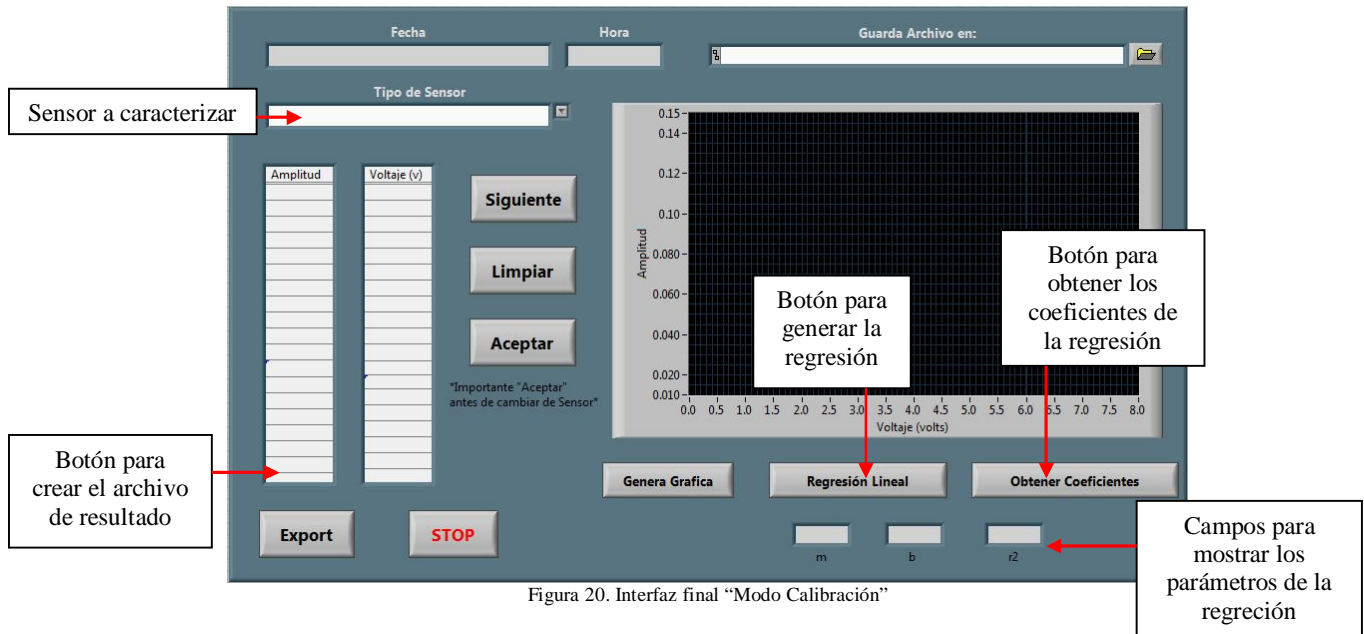 Fecha
Hora
Guarda Archivo en:
Sensor a caracterizar
Tipo de Sensor
Amplitud
Voltaje (v)
Siguiente
Limpiar
Aceptar
*Importante "Aceptar"
antes de cambiar de Sensor*
0.15
0.14
0.12
0.10
0.080
0.060
0.040
0.020
0.010
Amplitud
0.0 0.5 1.0 1.5 2.0 2.5 3.0 3.5 4.0 4.5 5.0 5.5 6.0 6.5 7.0 7.5 8.0
Voltaje (volts)
Botón para
generar la
regresión
Botón para
obtener los
coeficientes de
la regresión
Botón para
crear el archivo
de resultado
Genera Grafica
Regresión Lineal
Obtener Coeficientes
Export
STOP
m
b
r2
Campos para
mostrar los
parámetros de la
regreción
Figura 20. Interfaz final “Modo Calibración”